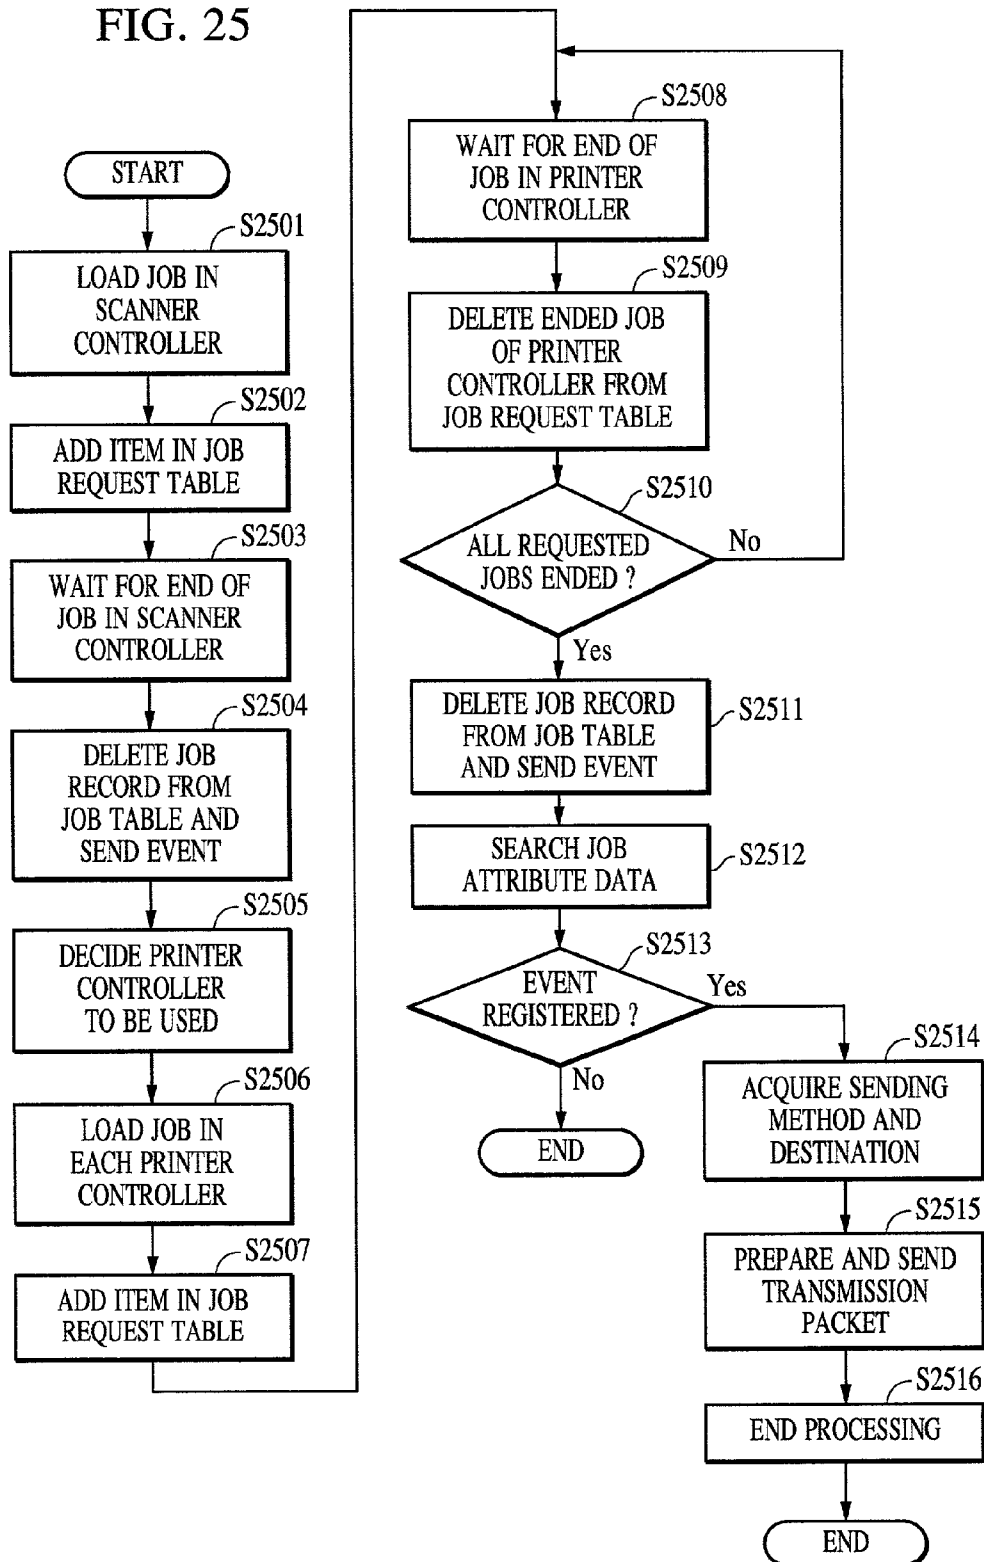 FIG. 25
START
S2501
LOAD JOB IN
SCANNER
CONTROLLER
S2502
ADD ITEM IN JOB
REQUEST TABLE
S2503
WAIT FOR END OF
JOB IN SCANNER
CONTROLLER
S2504
DELETE JOB
RECORD FROM
JOB TABLE AND
SEND EVENT
S2505
DECIDE PRINTER
CONTROLLER
TO BE USED
S2506
LOAD JOB IN
EACH PRINTER
CONTROLLER
S2507
ADD ITEM IN JOB
REQUEST TABLE
S2508
WAIT FOR END OF
JOB IN PRINTER
CONTROLLER
S2509
DELETE ENDED JOB
OF PRINTER
CONTROLLER FROM
JOB REQUEST TABLE
S2510
ALL REQUESTED
JOBS ENDED ?
No
Yes
DELETE JOB RECORD
FROM JOB TABLE
AND SEND EVENT
S2511
SEARCH JOB
ATTRIBUTE DATA
S2512
S2513
EVENT
REGISTERED ?
Yes
No
END
S2514
ACQUIRE SENDING
METHOD AND
DESTINATION
S2515
PREPARE AND SEND
TRANSMISSION
PACKET
S2516
END PROCESSING
END